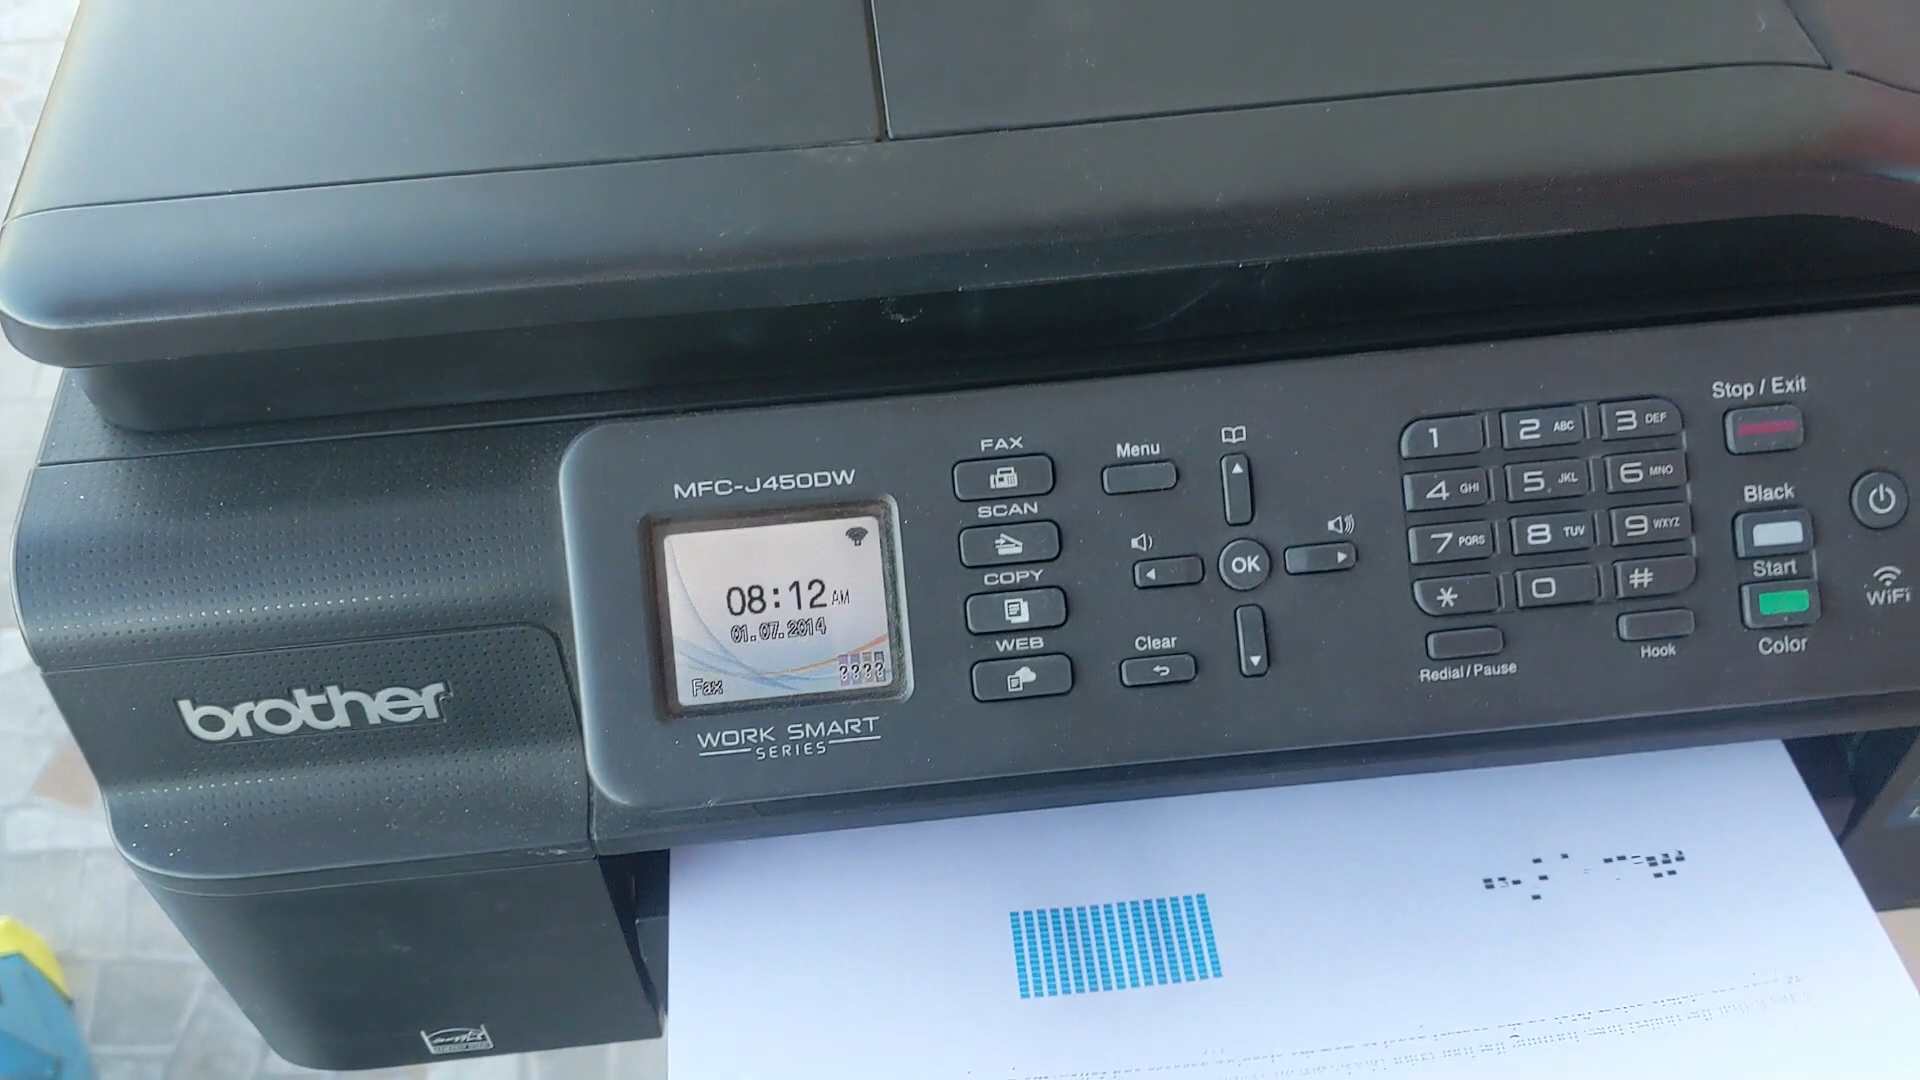 MFC-J450DW
08:12 AM
01.07.2014
Fax
????
WORK SMART
SERIES
brother
FAX
SCAN
COPY
WEB
Menu
OK
Clear
1
2 ABC
3 DEF
4 GHI
5 JKL
6 MNO
7 PQRS
8 TUV
9 WXYZ
*
0
#
Redial / Pause
Hook
Stop / Exit
Black
Start
Color
WiFi